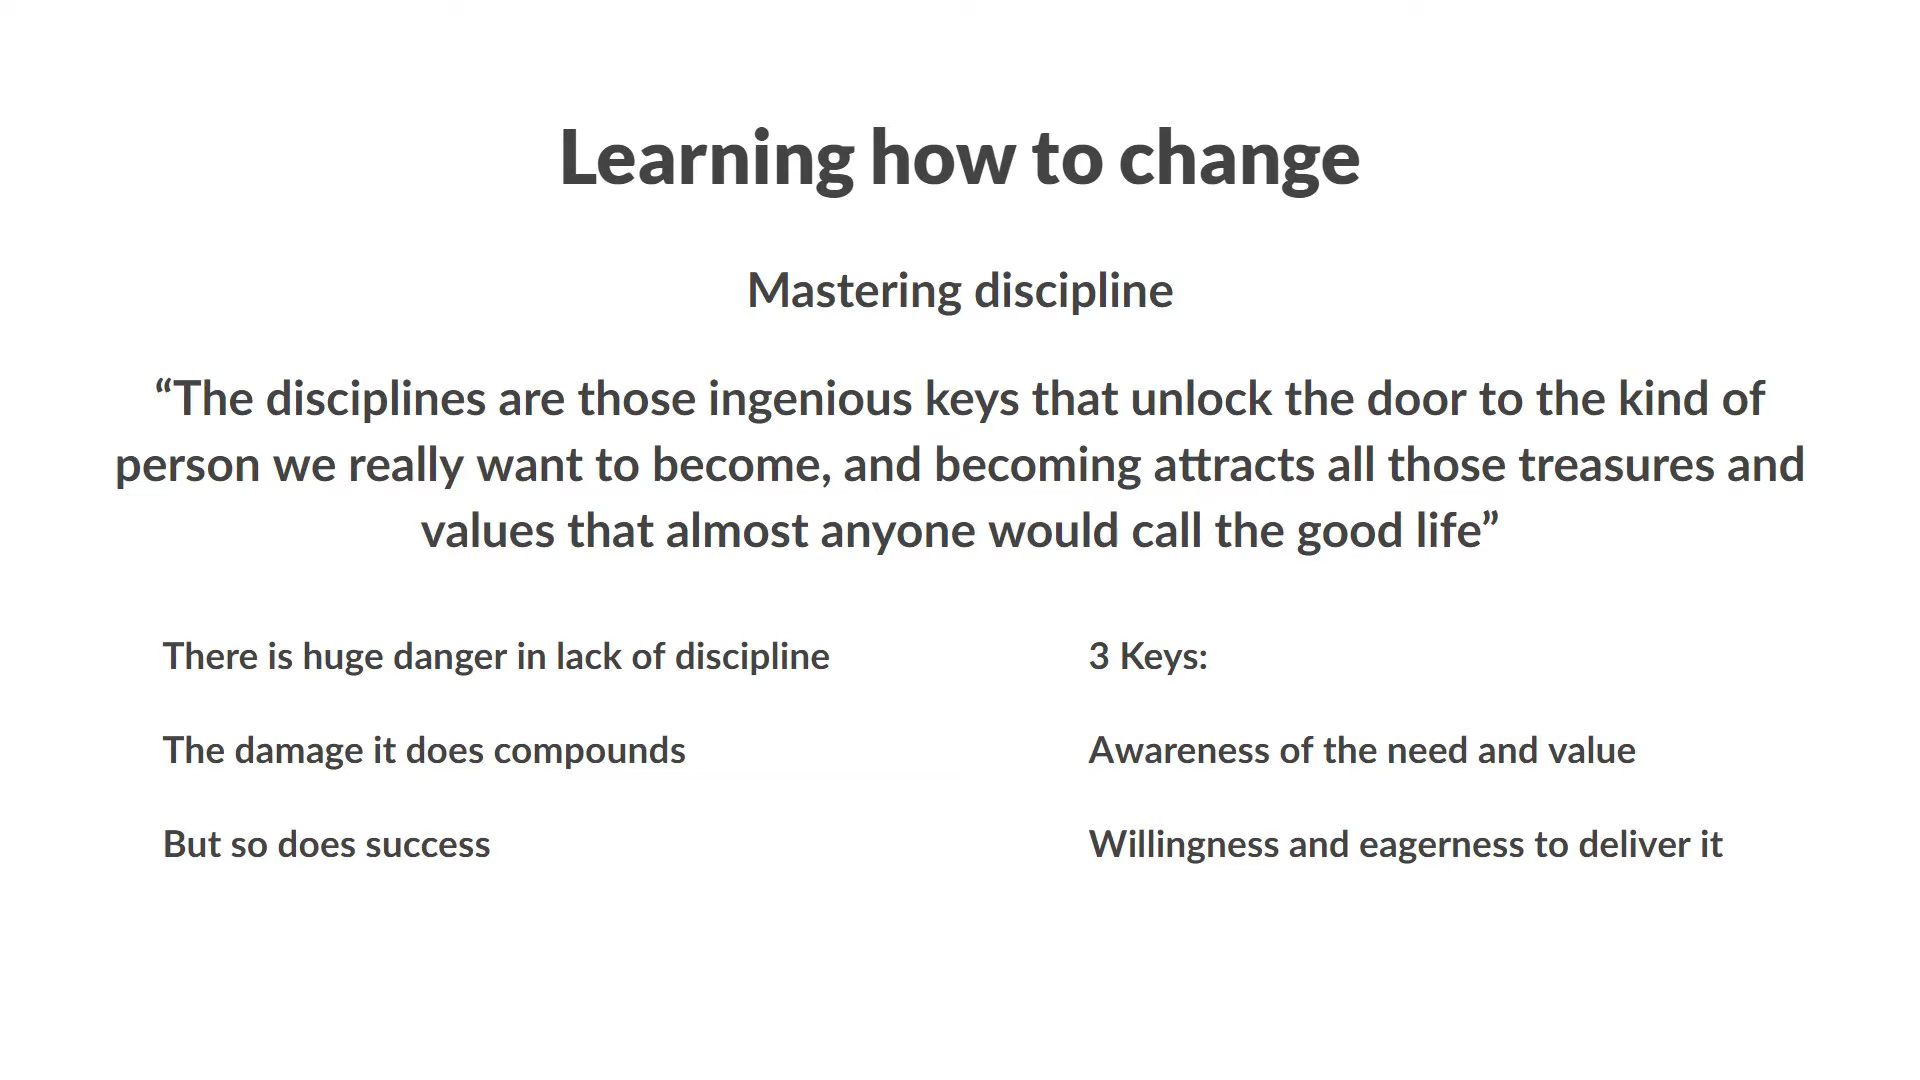 Learning how to change
Mastering discipline
“The disciplines are those ingenious keys that unlock the door to the kind of
person we really want to become, and becoming attracts all those treasures and
values that almost anyone would call the good life”
There is huge danger in lack of discipline
The damage it does compounds
But so does success
3 Keys:
Awareness of the need and value
Willingness and eagerness to deliver it